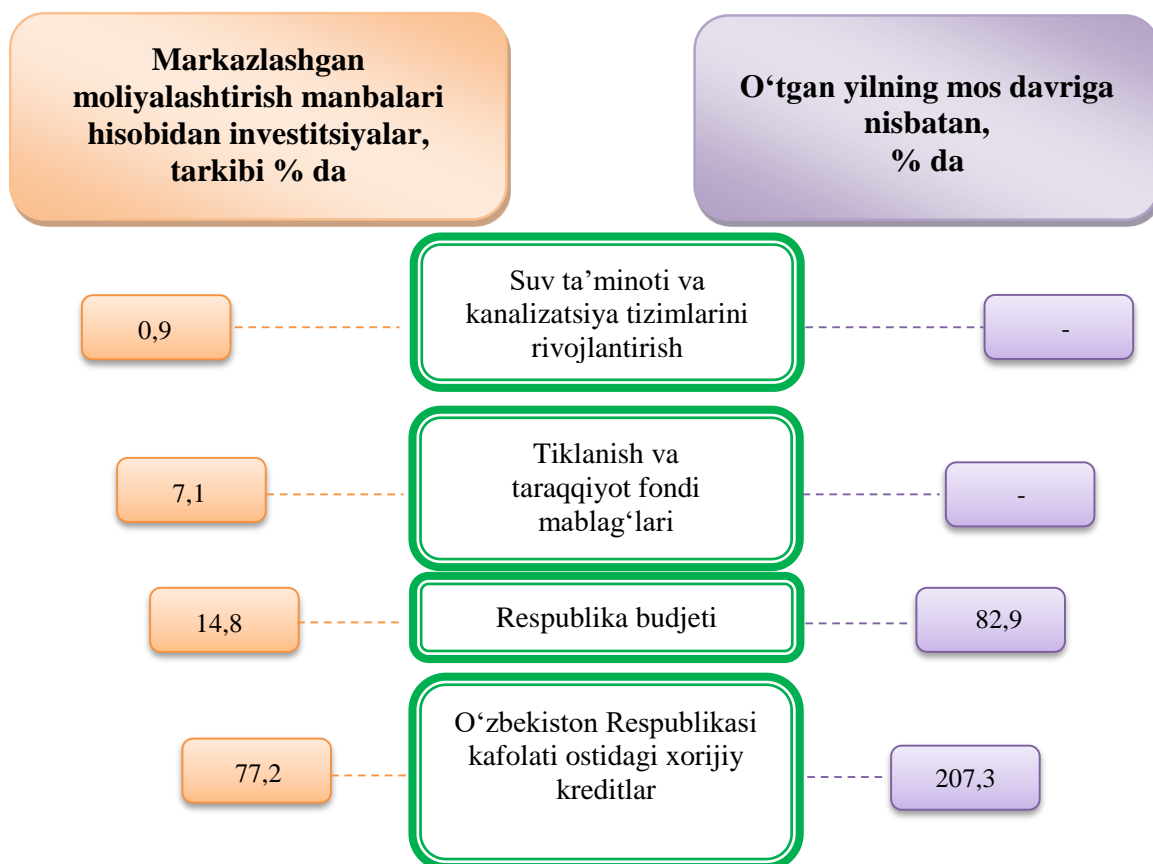 Markazlashgan
moliyalashtirish manbalari
hisobidan investitsiyalar,
tarkibi % da
O‘tgan yilning mos davriga
nisbatan,
% da
0,9
Suv ta’minoti va
kanalizatsiya tizimlarini
rivojlantirish
-
7,1
Tiklanish va
taraqqiyot fondi
mablag‘lari
-
14,8
Respublika budjeti
82,9
77,2
O‘zbekiston Respublikasi
kafolati ostidagi xorijiy
kreditlar
207,3